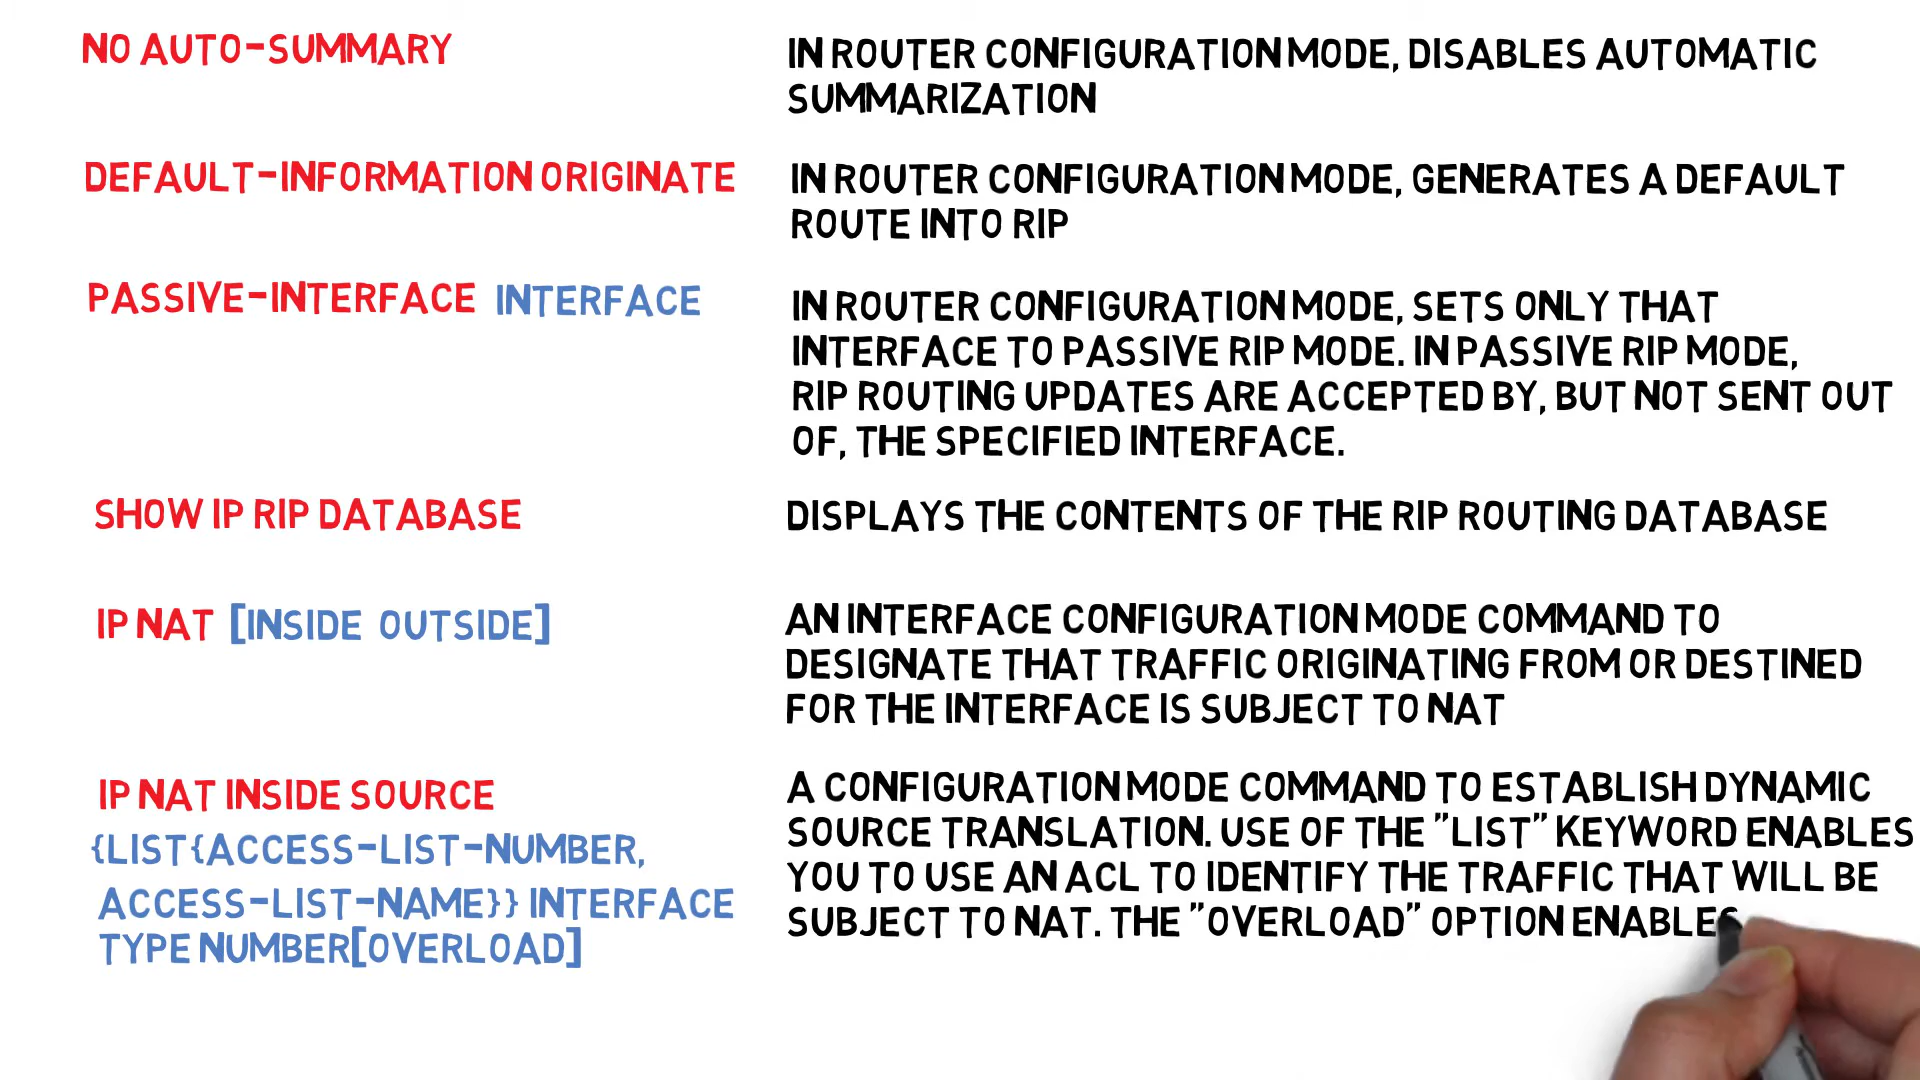 NO AUTO-SUMMARY
IN ROUTER CONFIGURATION MODE, DISABLES AUTOMATIC
SUMMARIZATION
DEFAULT-INFORMATION ORIGINATE
IN ROUTER CONFIGURATION MODE, GENERATES A DEFAULT
ROUTE INTO RIP
PASSIVE-INTERFACE INTERFACE
IN ROUTER CONFIGURATION MODE, SETS ONLY THAT
INTERFACE TO PASSIVE RIP MODE. IN PASSIVE RIP MODE,
RIP ROUTING UPDATES ARE ACCEPTED BY, BUT NOT SENT OUT
OF, THE SPECIFIED INTERFACE.
SHOW IP RIP DATABASE
DISPLAYS THE CONTENTS OF THE RIP ROUTING DATABASE
IP NAT [INSIDE OUTSIDE]
AN INTERFACE CONFIGURATION MODE COMMAND TO
DESIGNATE THAT TRAFFIC ORIGINATING FROM OR DESTINED
FOR THE INTERFACE IS SUBJECT TO NAT
IP NAT INSIDE SOURCE
{LIST{ACCESS-LIST-NUMBER,
ACCESS-LIST-NAME}} INTERFACE
TYPE NUMBER[OVERLOAD]
A CONFIGURATION MODE COMMAND TO ESTABLISH DYNAMIC
SOURCE TRANSLATION. USE OF THE "LIST" KEYWORD ENABLES
YOU TO USE AN ACL TO IDENTIFY THE TRAFFIC THAT WILL BE
SUBJECT TO NAT. THE "OVERLOAD" OPTION ENABLES